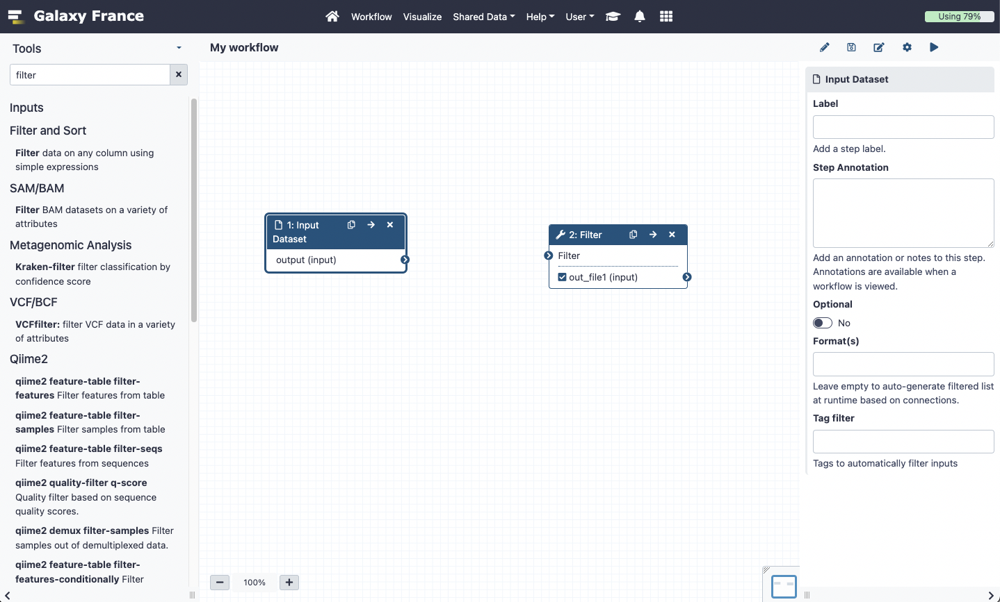 Galaxy France
Workflow Visualize Shared Data Help User
Using 79%
Tools
filter
Inputs
Filter and Sort
Filter data on any column using
simple expressions
SAM/BAM
Filter BAM datasets on a variety of
attributes
Metagenomic Analysis
Kraken-filter filter classification by
confidence score
VCF/BCF
VCFfilter: filter VCF data in a variety
of attributes
Qiime2
qiime2 feature-table filter-
features Filter features from table
qiime2 feature-table filter-
samples Filter samples from table
qiime2 feature-table filter-seqs
Filter features from sequences
qiime2 quality-filter q-score
Quality filter based on sequence
quality scores.
qiime2 demux filter-samples Filter
samples out of demultiplexed data.
qiime2 feature-table filter-
features-conditionally Filter
My workflow
1: Input
Dataset
output (input)
2: Filter
Filter
out_file1 (input)
100%
Input Dataset
Label
Add a step label.
Step Annotation
Add an annotation or notes to this step.
Annotations are available when a
workflow is viewed.
Optional
No
Format(s)
Leave empty to auto-generate filtered list
at runtime based on connections.
Tag filter
Tags to automatically filter inputs